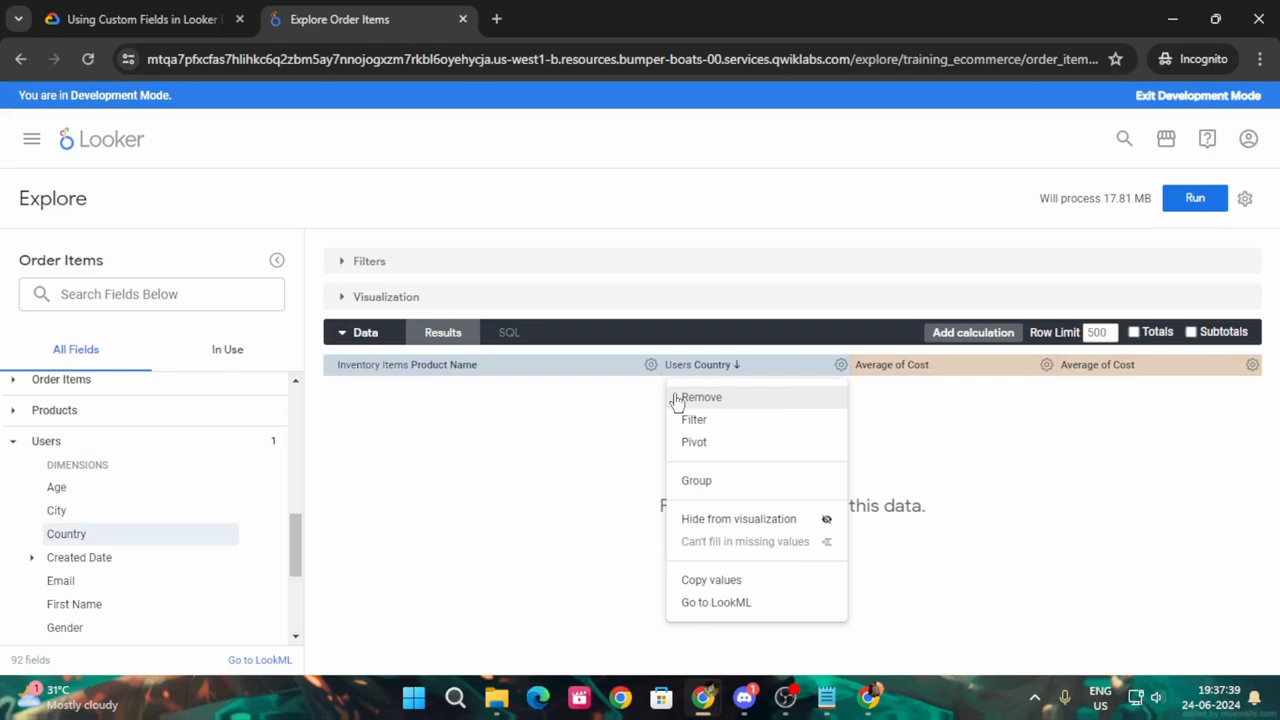 Using Custom Fields in Looker
Explore Order Items
mtqa7pfxcfas7hlihkc6q2zbm5ay7nnojogxzm7rkbl6oyehycja.us-west1-b.resources.bumper-boats-00.services.qwiklabs.com/explore/training_ecommerce/order_item...
Incognito
You are in Development Mode.
Exit Development Mode
Looker
Explore
Will process 17.81 MB
Run
Order Items
Search Fields Below
All Fields
In Use
Order Items
Products
Users
1
DIMENSIONS
Age
City
Country
Created Date
Email
First Name
Gender
92 fields
Go to LookML
Filters
Visualization
Data
Results
SQL
Add calculation
Row Limit
500
Totals
Subtotals
Inventory Items Product Name
Users Country ↓
Average of Cost
Average of Cost
this data.
Remove
Filter
Pivot
Group
Hide from visualization
Can't fill in missing values
Copy values
Go to LookML
1
31°C
Mostly cloudy
1
ENG
US
19:37:39
24-06-2024